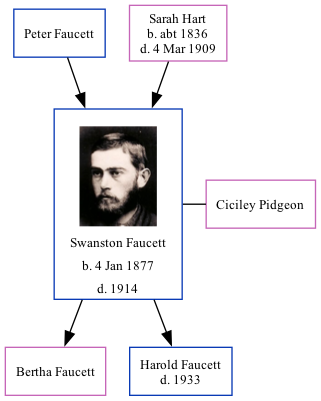 Peter Faucett
Sarah Hart
b. abt 1836
d. 4 Mar 1909
Swanston Faucett
b. 4 Jan 1877
d. 1914
Ciciley Pidgeon
Bertha Faucett
Harold Faucett
d. 1933